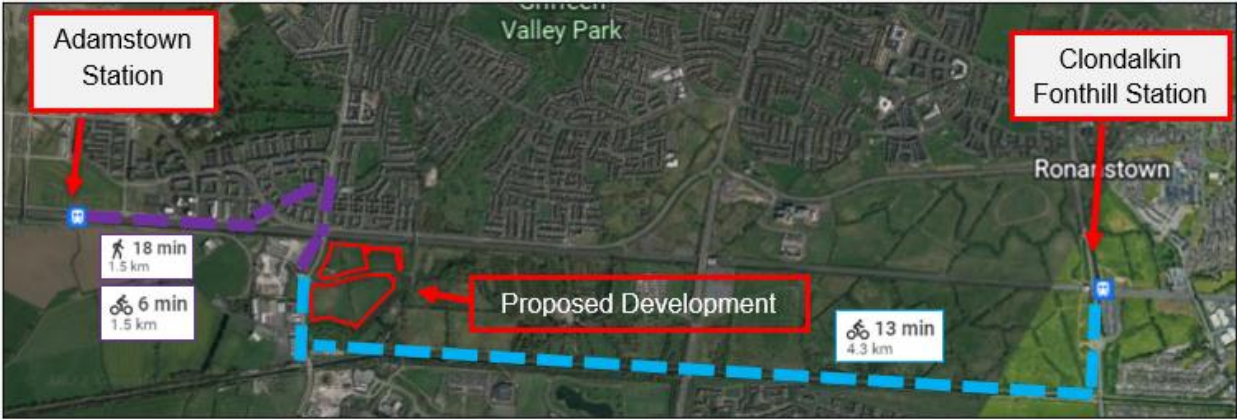 Griffeen
Valley Park
Adamstown
Station
Clondalkin
Fonthill Station
Ronanstown
18 min
1.5 km
6 min
1.5 km
Proposed Development
13 min
4.3 km